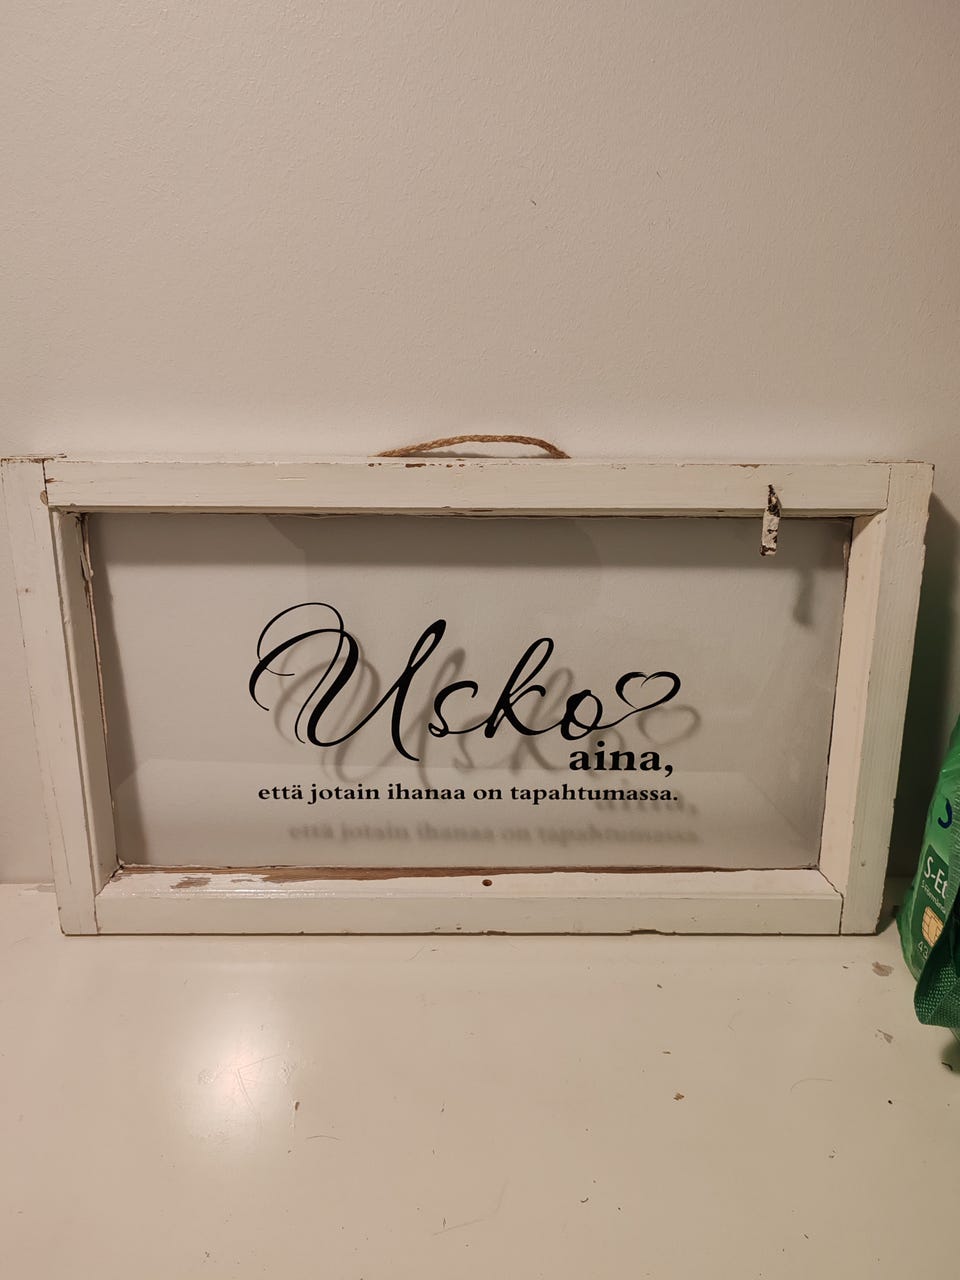 Usko
aina,
että jotain ihanaa on tapahtumassa.